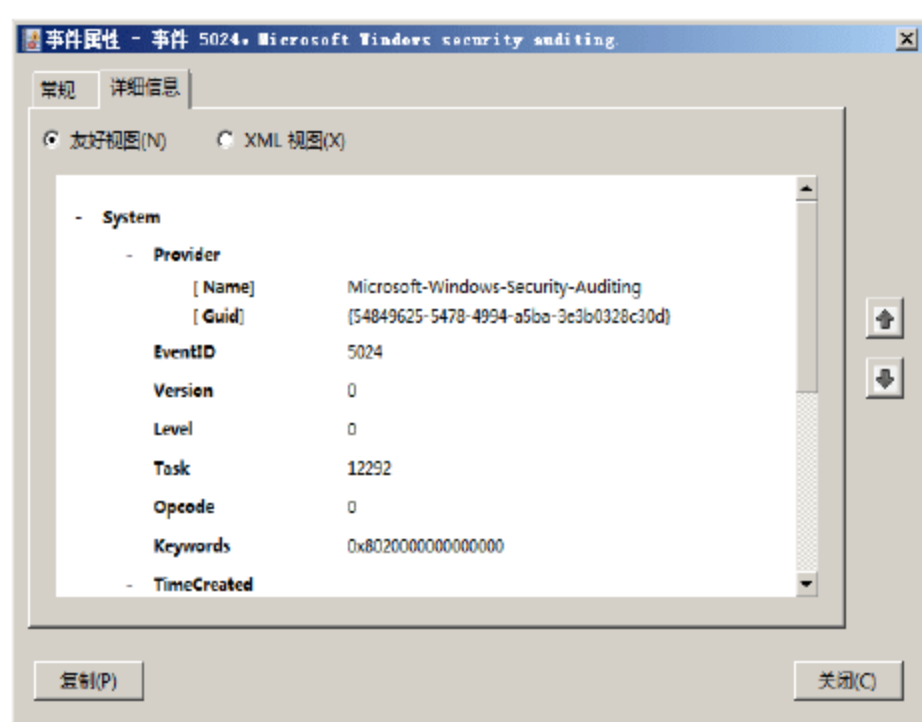 事件属性 - 事件 5024，Microsoft Windows security auditing.
常规 详细信息
友好视图(N) XML 视图(X)
- System
- Provider
[ Name] Microsoft-Windows-Security-Auditing
[ Guid] {54849625-5478-4994-a5ba-3e3b0328c30d}
EventID 5024
Version 0
Level 0
Task 12292
Opcode 0
Keywords 0x8020000000000000
- TimeCreated
复制(P) 关闭(C)